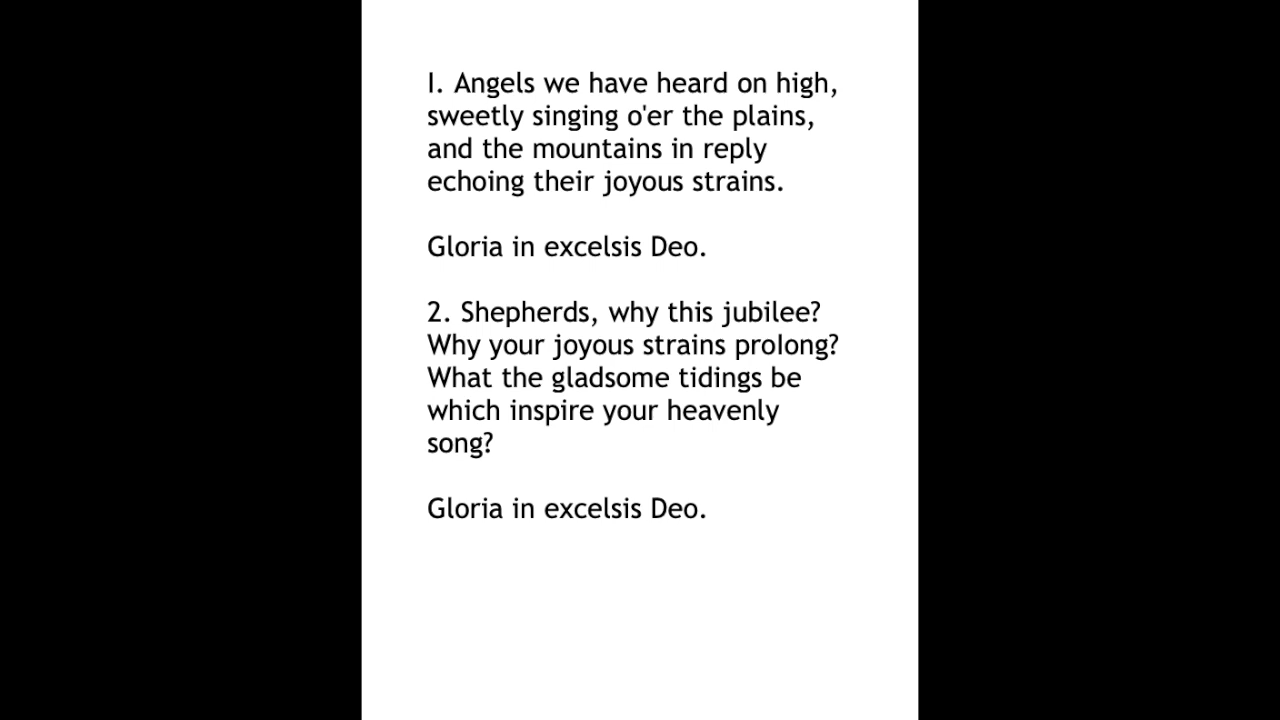 I. Angels we have heard on high,
sweetly singing o'er the plains,
and the mountains in reply
echoing their joyous strains.
Gloria in excelsis Deo.
2. Shepherds, why this jubilee?
Why your joyous strains prolong?
What the gladsome tidings be
which inspire your heavenly
song?
Gloria in excelsis Deo.